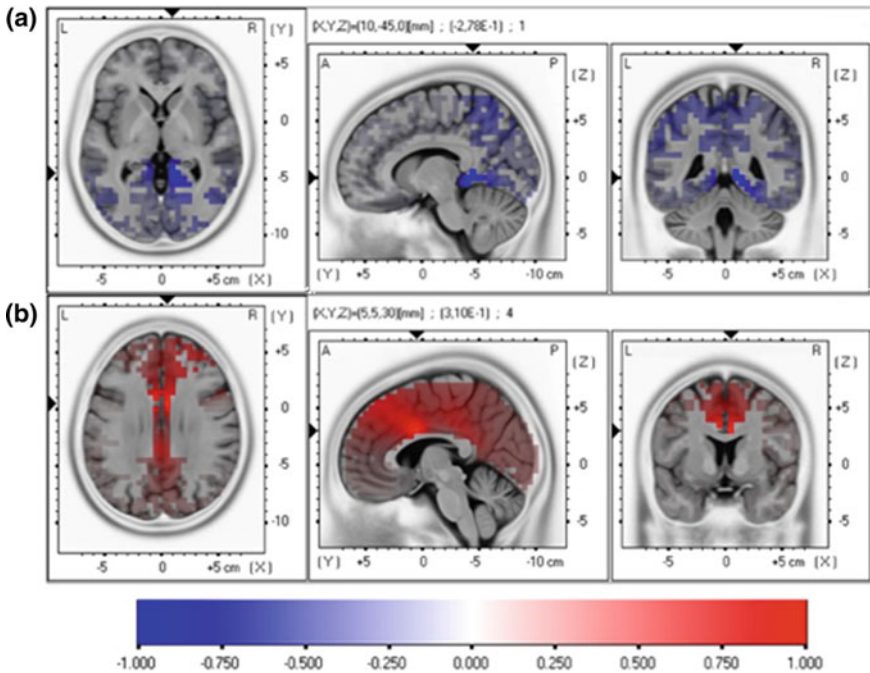 (a)
L R (Y)
(X,Y,Z)=(10,-45,0)[mm] ; (-2,78E-1) ; 1
A P (Z)
L R (Z)
+5
0
-5
-10
+5
0
-5
+5
0
-5
-5 0 +5 cm (X)
(Y) +5 0 -5 -10 cm
-5 0 +5 cm (X)
(b)
L R (Y)
(X,Y,Z)=(5,5,30)[mm] ; (3,10E-1) ; 4
A P (Z)
L R (Z)
+5
0
-5
-10
+5
0
-5
+5
0
-5
-5 0 +5 cm (X)
(Y) +5 0 -5 -10 cm
-5 0 +5 cm (X)
-1.000 -0.750 -0.500 -0.250 0.000 0.250 0.500 0.750 1.000